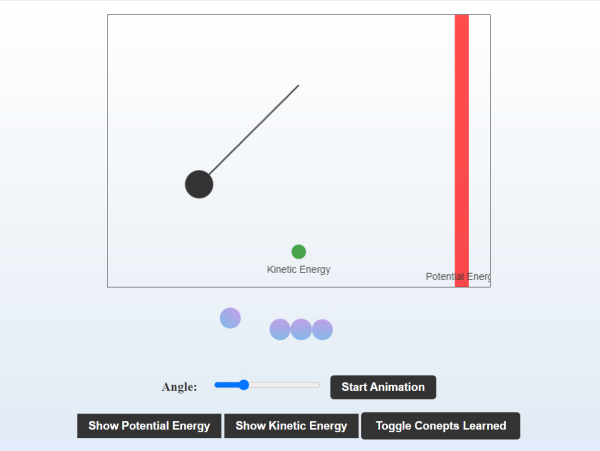 Kinetic Energy
Potential Energ
Angle:
Start Animation
Show Potential Energy
Show Kinetic Energy
Toggle Conepts Learned